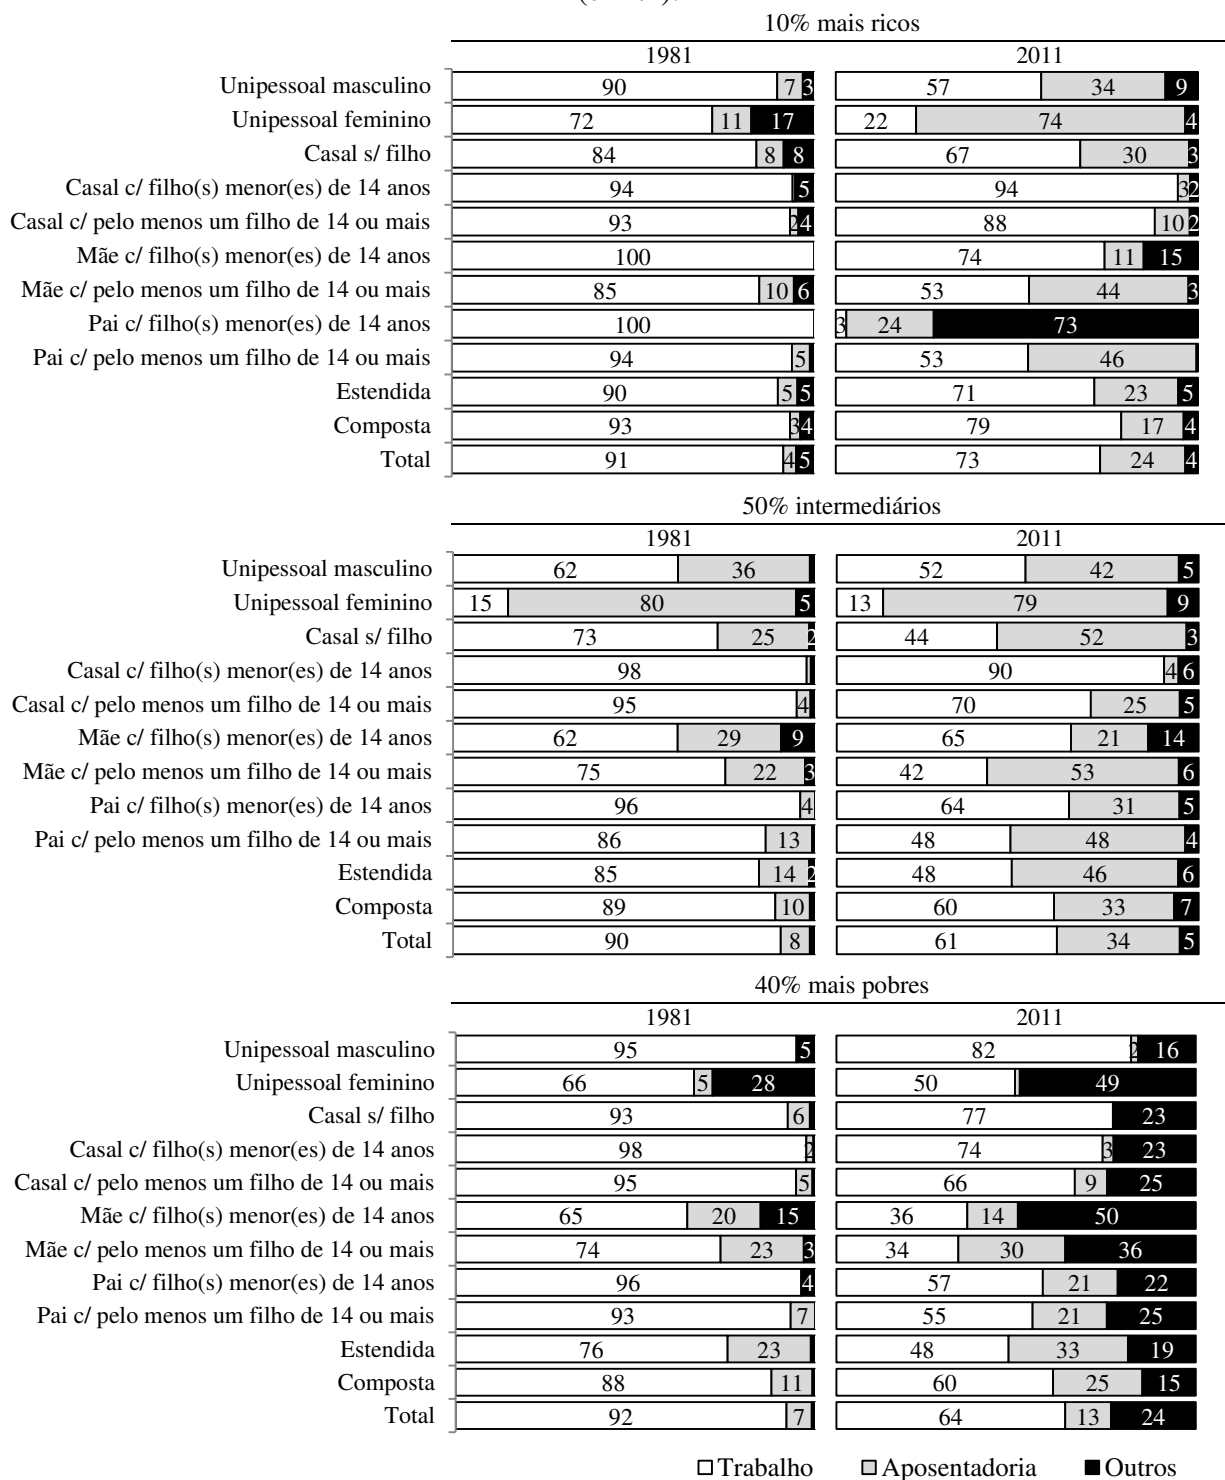 10% mais ricos
1981 2011
Unipessoal masculino 90 7 3 57 34 9
Unipessoal feminino 72 11 17 22 74 4
Casal s/ filho 84 8 8 67 30 3
Casal c/ filho(s) menor(es) de 14 anos 94 5 94 3 2
Casal c/ pelo menos um filho de 14 ou mais 93 2 4 88 10 2
Mãe c/ filho(s) menor(es) de 14 anos 100 74 11 15
Mãe c/ pelo menos um filho de 14 ou mais 85 10 6 53 44 3
Pai c/ filho(s) menor(es) de 14 anos 100 3 24 73
Pai c/ pelo menos um filho de 14 ou mais 94 5 53 46
Estendida 90 5 5 71 23 5
Composta 93 3 4 79 17 4
Total 91 4 5 73 24 4
50% intermediários
1981 2011
Unipessoal masculino 62 36 52 42 5
Unipessoal feminino 15 80 5 13 79 9
Casal s/ filho 73 25 2 44 52 3
Casal c/ filho(s) menor(es) de 14 anos 98 90 4 6
Casal c/ pelo menos um filho de 14 ou mais 95 4 70 25 5
Mãe c/ filho(s) menor(es) de 14 anos 62 29 9 65 21 14
Mãe c/ pelo menos um filho de 14 ou mais 75 22 3 42 53 6
Pai c/ filho(s) menor(es) de 14 anos 96 4 64 31 5
Pai c/ pelo menos um filho de 14 ou mais 86 13 48 48 4
Estendida 85 14 2 48 46 6
Composta 89 10 60 33 7
Total 90 8 61 34 5
40% mais pobres
1981 2011
Unipessoal masculino 95 5 82 2 16
Unipessoal feminino 66 5 28 50 49
Casal s/ filho 93 6 77 23
Casal c/ filho(s) menor(es) de 14 anos 98 2 74 3 23
Casal c/ pelo menos um filho de 14 ou mais 95 5 66 9 25
Mãe c/ filho(s) menor(es) de 14 anos 65 20 15 36 14 50
Mãe c/ pelo menos um filho de 14 ou mais 74 23 3 34 30 36
Pai c/ filho(s) menor(es) de 14 anos 96 4 57 21 22
Pai c/ pelo menos um filho de 14 ou mais 93 7 55 21 25
Estendida 76 23 48 33 19
Composta 88 11 60 25 15
Total 92 7 64 13 24
Trabalho Aposentadoria Outros